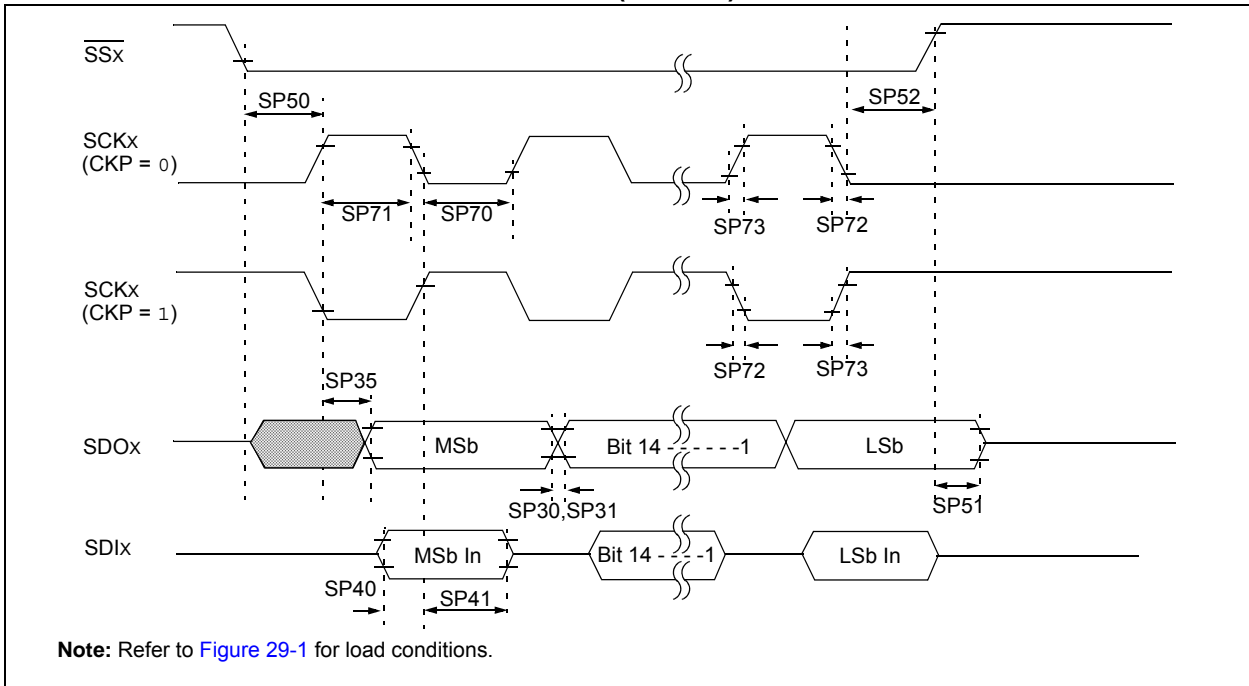 SSx
SP50
SP52
SCKx
(CKP = 0)
SP71
SP70
SP73
SP72
SCKx
(CKP = 1)
SP72
SP73
SP35
SDOx
MSb
Bit 14 - - - - - -1
LSb
SP30,SP31
SP51
SDIx
MSb In
Bit 14 - - - -1
LSb In
SP40
SP41
Note: Refer to Figure 29-1 for load conditions.